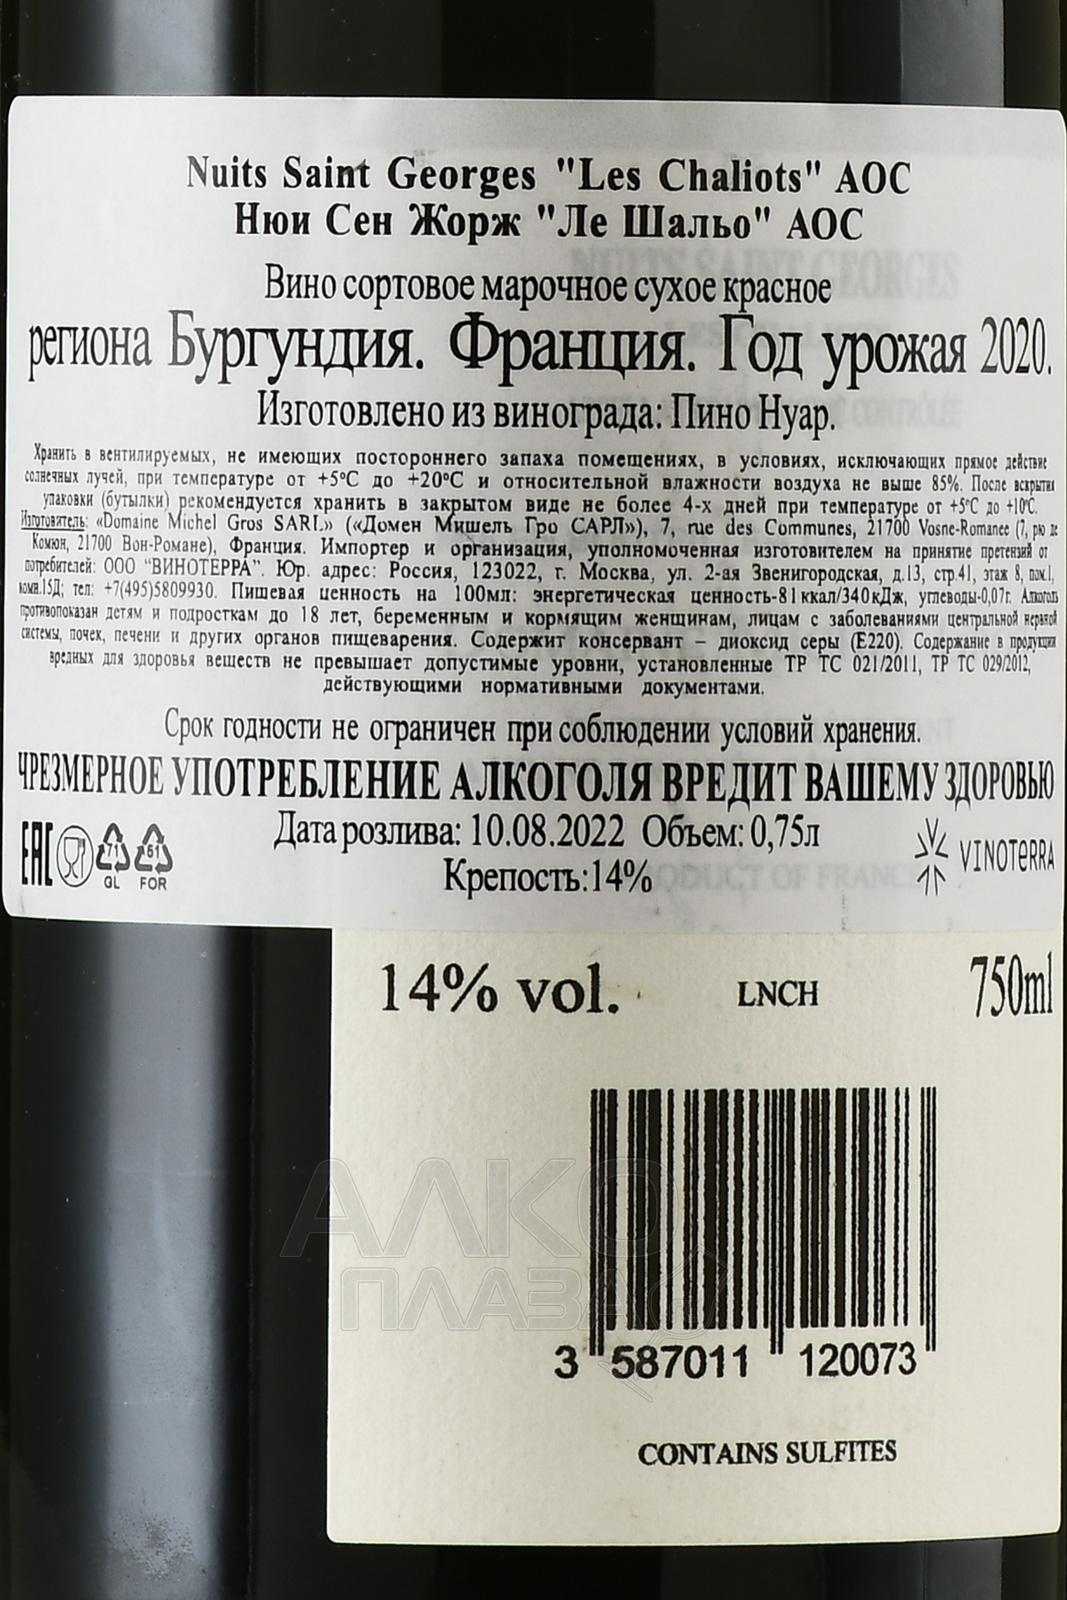 Nuits Saint Georges "Les Chaliots" AOC
Нюи Сен Жорж "Ле Шальо" АОС
Вино сортовое марочное сухое красное
региона Бургундия. Франция. Год урожая 2020.
Изготовлено из винограда: Пино Нуар.
Хранить в вентилируемых, не имеющих постороннего запаха помещениях, в условиях, исключающих прямое действие
солнечных лучей, при температуре от +5°C до +20°C и относительной влажности воздуха не выше 85%. После вскрытия
упаковки (бутылки) рекомендуется хранить в закрытом виде не более 4-х дней при температуре от +5°C до +10°C.
Изготовитель: «Domaine Michel Gros SARL» («Домен Мишель Гро САРЛ»), 7, rue des Communes, 21700 Vosne-Romanee (7, рю де
Комюн, 21700 Вон-Романе), Франция. Импортер и организация, уполномоченная изготовителем на принятие претензий от
потребителей: ООО "ВИНОТЕРРА". Юр. адрес: Россия, 123022, г. Москва, ул. 2-ая Звенигородская, д.13, стр.41, этаж 8, пом.I,
комн.15Д; тел: +7(495)5809930. Пищевая ценность на 100мл: энергетическая ценность-81ккал/340кДж, углеводы-0,07г. Алкоголь
противопоказан детям и подросткам до 18 лет, беременным и кормящим женщинам, лицам с заболеваниями центральной нервной
системы, почек, печени и других органов пищеварения. Содержит консервант – диоксид серы (Е220). Содержание в продукции
вредных для здоровья веществ не превышает допустимые уровни, установленные ТР ТС 021/2011, ТР ТС 029/2012,
действующими нормативными документами.
Срок годности не ограничен при соблюдении условий хранения.
ЧРЕЗМЕРНОЕ УПОТРЕБЛЕНИЕ АЛКОГОЛЯ ВРЕДИТ ВАШЕМУ ЗДОРОВЬЮ
Дата розлива: 10.08.2022 Объем: 0,75л
Крепость:14%
EAC
71
GL
61
FOR
VINOTeRRA
14% vol.
LNCH
750ml
АЛКО
ПЛАЗА
3 587011 120073
CONTAINS SULFITES